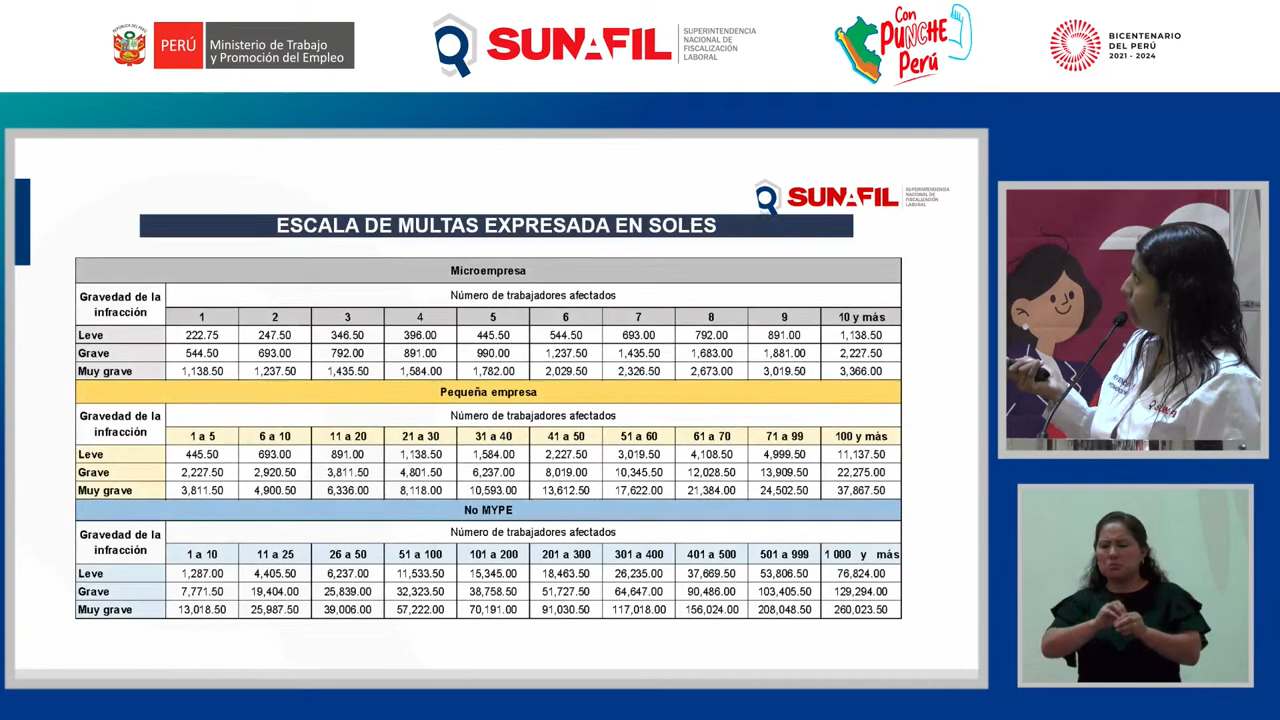 REPÚBLICA DEL PERÚ
PERÚ
Ministerio de Trabajo
y Promoción del Empleo
SUNAFIL
SUPERINTENDENCIA
NACIONAL DE
FISCALIZACIÓN
LABORAL
Con
PUNCHE
Perú
BICENTENARIO
DEL PERÚ
2021 - 2024
SUNAFIL
SUPERINTENDENCIA
NACIONAL DE
FISCALIZACIÓN
LABORAL
ESCALA DE MULTAS EXPRESADA EN SOLES
Microempresa
Gravedad de la infracción
Número de trabajadores afectados
1 2 3 4 5 6 7 8 9 10 y más
Leve 222.75 247.50 346.50 396.00 445.50 544.50 693.00 792.00 891.00 1,138.50
Grave 544.50 693.00 792.00 891.00 990.00 1,237.50 1,435.50 1,683.00 1,881.00 2,227.50
Muy grave 1,138.50 1,237.50 1,435.50 1,584.00 1,782.00 2,029.50 2,326.50 2,673.00 3,019.50 3,366.00
Pequeña empresa
Gravedad de la infracción
Número de trabajadores afectados
1 a 5 6 a 10 11 a 20 21 a 30 31 a 40 41 a 50 51 a 60 61 a 70 71 a 99 100 y más
Leve 445.50 693.00 891.00 1,138.50 1,584.00 2,227.50 3,019.50 4,108.50 4,999.50 11,137.50
Grave 2,227.50 2,920.50 3,811.50 4,801.50 6,237.00 8,019.00 10,345.50 12,028.50 13,909.50 22,275.00
Muy grave 3,811.50 4,900.50 6,336.00 8,118.00 10,593.00 13,612.50 17,622.00 21,384.00 24,502.50 37,867.50
No MYPE
Gravedad de la infracción
Número de trabajadores afectados
1 a 10 11 a 25 26 a 50 51 a 100 101 a 200 201 a 300 301 a 400 401 a 500 501 a 999 1 000 y más
Leve 1,287.00 4,405.50 6,237.00 11,533.50 15,345.00 18,463.50 26,235.00 37,669.50 53,806.50 76,824.00
Grave 7,771.50 19,404.00 25,839.00 32,323.50 38,758.50 51,727.50 64,647.00 90,486.00 103,405.50 129,294.00
Muy grave 13,018.50 25,987.50 39,006.00 57,222.00 70,191.00 91,030.50 117,018.00 156,024.00 208,048.50 260,023.50